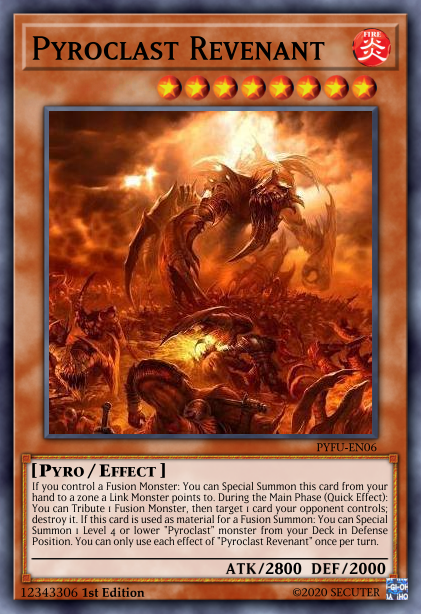 PYROCLAST REVENANT
FIRE
炎
PYFU-EN06
[PYRO / EFFECT ]
If you control a Fusion Monster: You can Special Summon this card from your
hand to a zone a Link Monster points to. During the Main Phase (Quick Effect):
You can Tribute 1 Fusion Monster, then target 1 card your opponent controls;
destroy it. If this card is used as material for a Fusion Summon: You can Special
Summon 1 Level 4 or lower "Pyroclast" monster from your Deck in Defense
Position. You can only use each effect of "Pyroclast Revenant" once per turn.
ATK/2800 DEF/2000
12343306 1st Edition
©2020 SECUTER